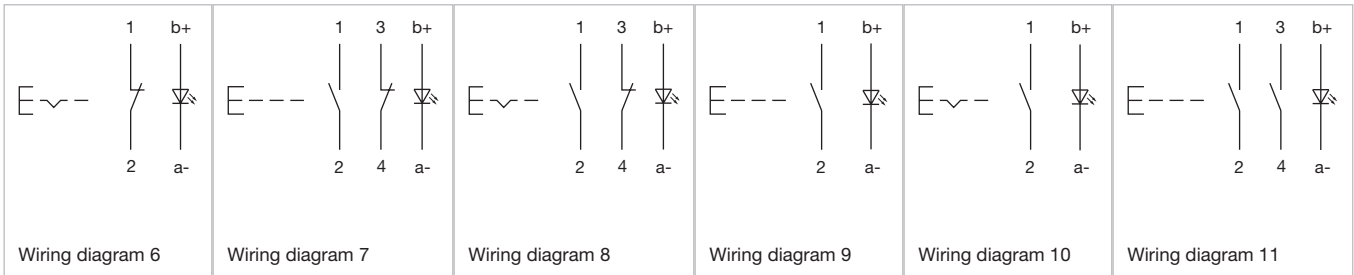 1 b+
2 a-
Wiring diagram 6
1 3 b+
2 4 a-
Wiring diagram 7
1 3 b+
2 4 a-
Wiring diagram 8
1 b+
2 a-
Wiring diagram 9
1 b+
2 a-
Wiring diagram 10
1 3 b+
2 4 a-
Wiring diagram 11